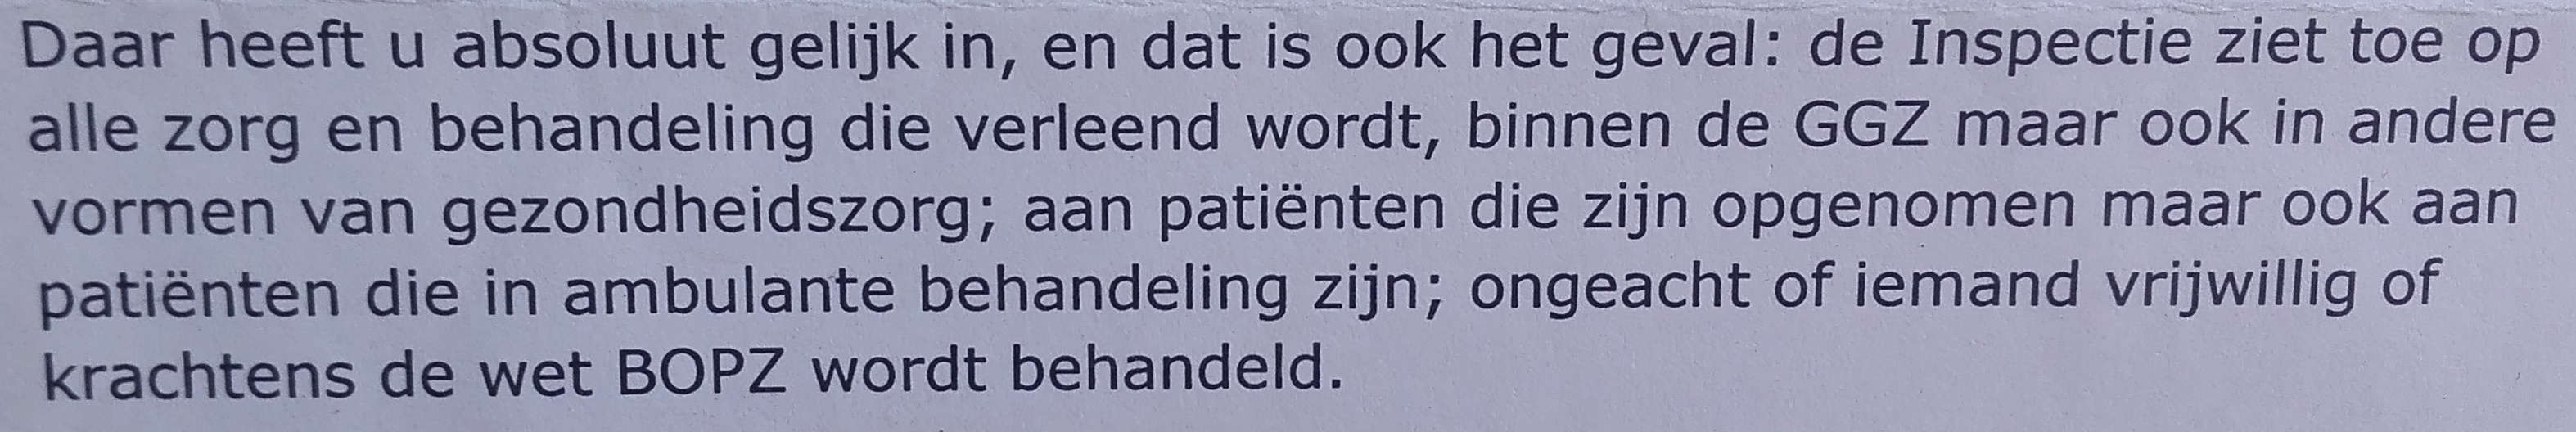 Daar heeft u absoluut gelijk in, en dat is ook het geval: de Inspectie ziet toe op
alle zorg en behandeling die verleend wordt, binnen de GGZ maar ook in andere
vormen van gezondheidszorg; aan patiënten die zijn opgenomen maar ook aan
patiënten die in ambulante behandeling zijn; ongeacht of iemand vrijwillig of
krachtens de wet BOPZ wordt behandeld.